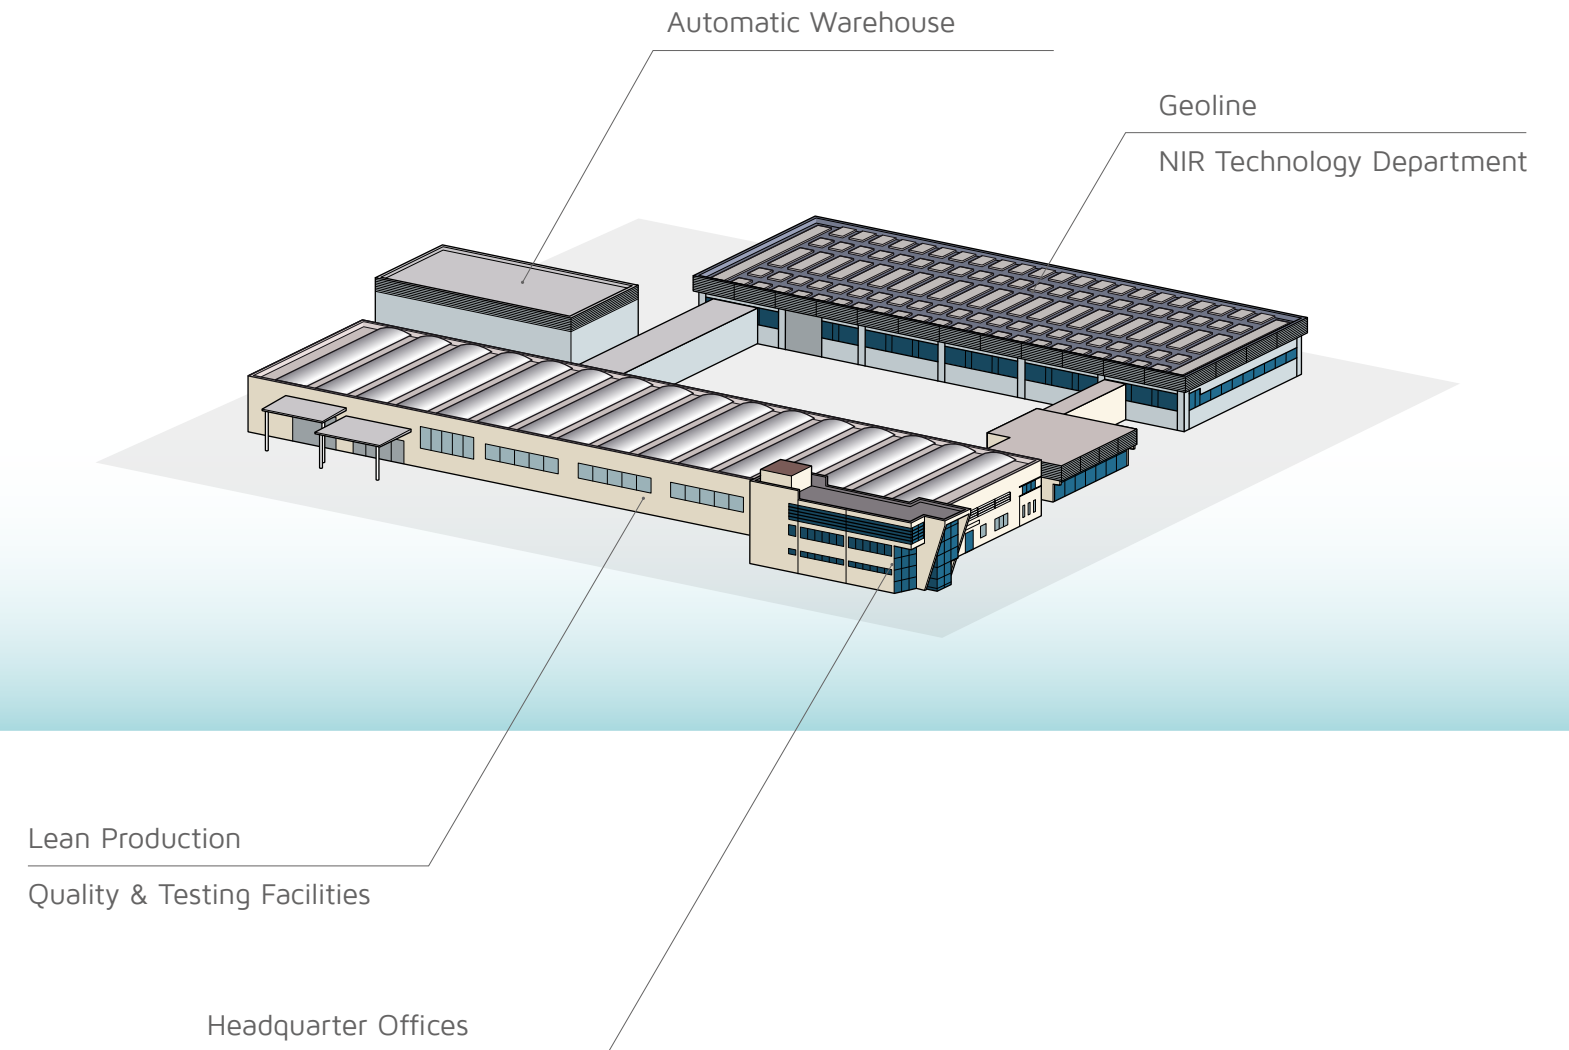 Automatic Warehouse
Geoline
NIR Technology Department
Lean Production
Quality & Testing Facilities
Headquarter Offices